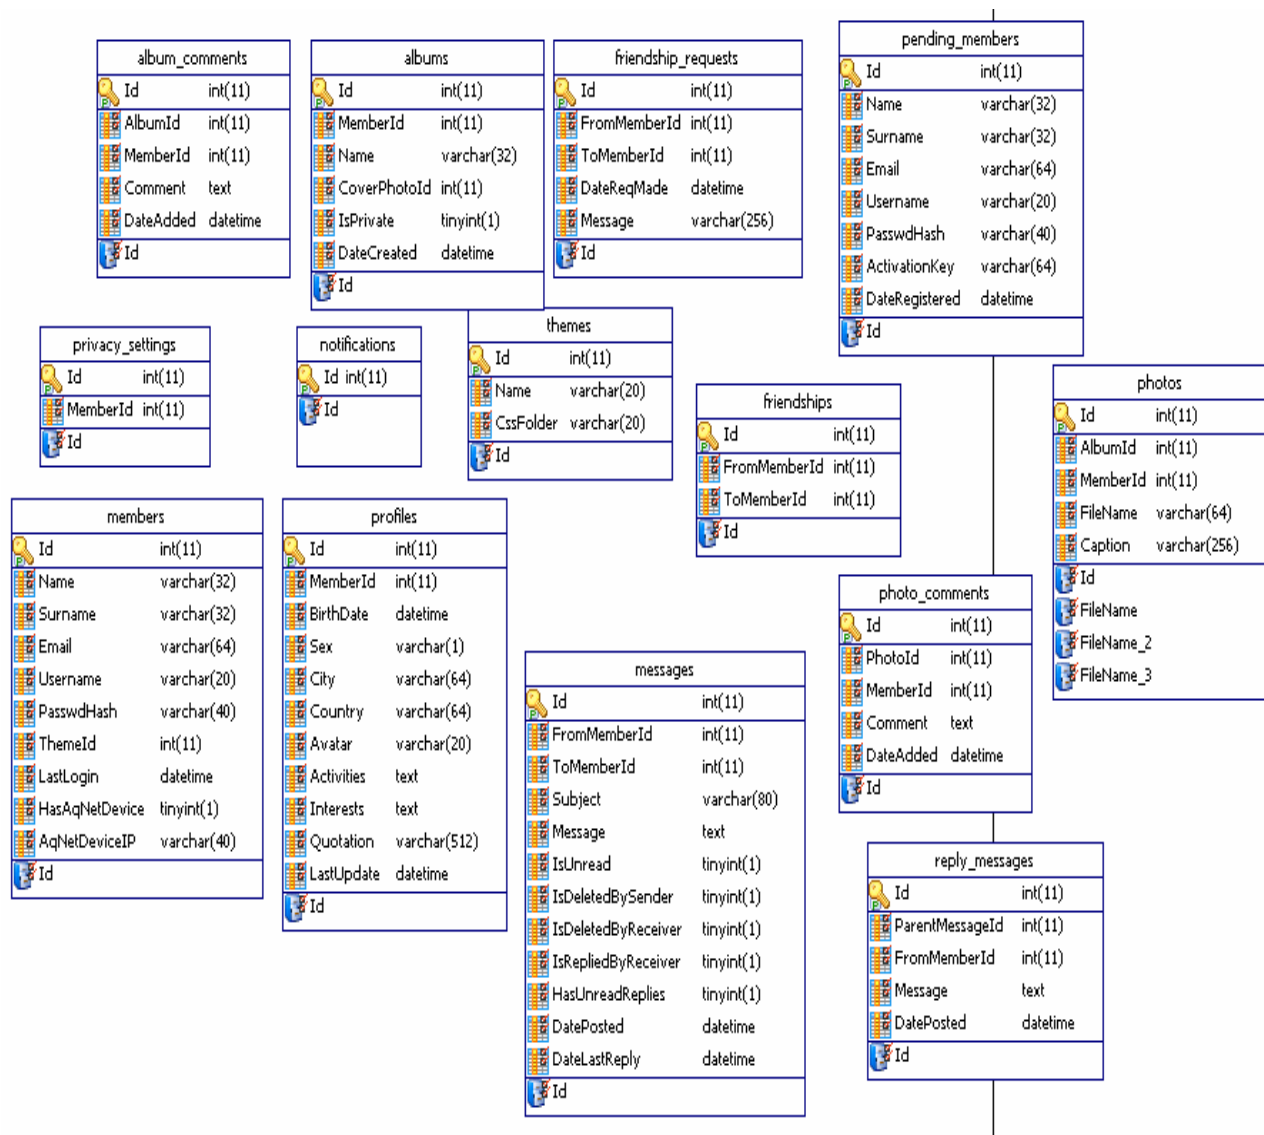 album_comments
Id int(11)
AlbumId int(11)
MemberId int(11)
Comment text
DateAdded datetime
Id
albums
Id int(11)
MemberId int(11)
Name varchar(32)
CoverPhotoId int(11)
IsPrivate tinyint(1)
DateCreated datetime
Id
friendship_requests
Id int(11)
FromMemberId int(11)
ToMemberId int(11)
DateReqMade datetime
Message varchar(256)
Id
pending_members
Id int(11)
Name varchar(32)
Surname varchar(32)
Email varchar(64)
Username varchar(20)
PasswdHash varchar(40)
ActivationKey varchar(64)
DateRegistered datetime
Id
privacy_settings
Id int(11)
MemberId int(11)
Id
notifications
Id int(11)
Id
themes
Id int(11)
Name varchar(20)
CssFolder varchar(20)
Id
friendships
Id int(11)
FromMemberId int(11)
ToMemberId int(11)
Id
photos
Id int(11)
AlbumId int(11)
MemberId int(11)
FileName varchar(64)
Caption varchar(256)
Id
FileName
FileName_2
FileName_3
members
Id int(11)
Name varchar(32)
Surname varchar(32)
Email varchar(64)
Username varchar(20)
PasswdHash varchar(40)
ThemeId int(11)
LastLogin datetime
HasAqNetDevice tinyint(1)
AqNetDeviceIP varchar(40)
Id
profiles
Id int(11)
MemberId int(11)
BirthDate datetime
Sex varchar(1)
City varchar(64)
Country varchar(64)
Avatar varchar(20)
Activities text
Interests text
Quotation varchar(512)
LastUpdate datetime
Id
messages
Id int(11)
FromMemberId int(11)
ToMemberId int(11)
Subject varchar(80)
Message text
IsUnread tinyint(1)
IsDeletedBySender tinyint(1)
IsDeletedByReceiver tinyint(1)
IsRepliedByReceiver tinyint(1)
HasUnreadReplies tinyint(1)
DatePosted datetime
DateLastReply datetime
Id
photo_comments
Id int(11)
PhotoId int(11)
MemberId int(11)
Comment text
DateAdded datetime
Id
reply_messages
Id int(11)
ParentMessageId int(11)
FromMemberId int(11)
Message text
DatePosted datetime
Id